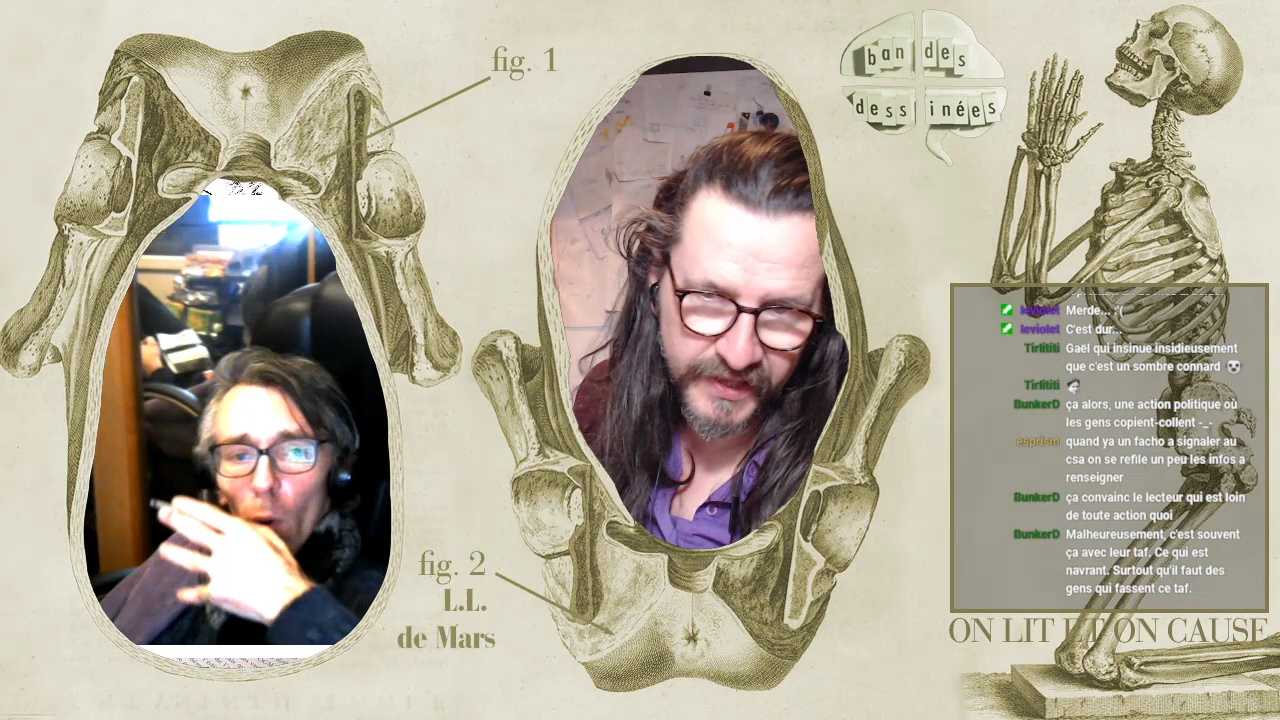 fig. 1
ban des
dess inées
leviolet Merde... :'(
leviolet C'est dur...
Tirlititi Gaël qui insinue insidieusement
que c'est un sombre connard
Tirlititi
BunkerD ça alors, une action politique où
les gens copient-collent -_-
esprism quand ya un facho a signaler au
csa on se refile un peu les infos a
renseigner
BunkerD ça convainc le lecteur qui est loin
de toute action quoi
BunkerD Malheureusement, c'est souvent
ça avec leur taf. Ce qui est
navrant. Surtout qu'il faut des
gens qui fassent ce taf.
fig. 2
L.L.
de Mars
ON LIT ET ON CAUSE